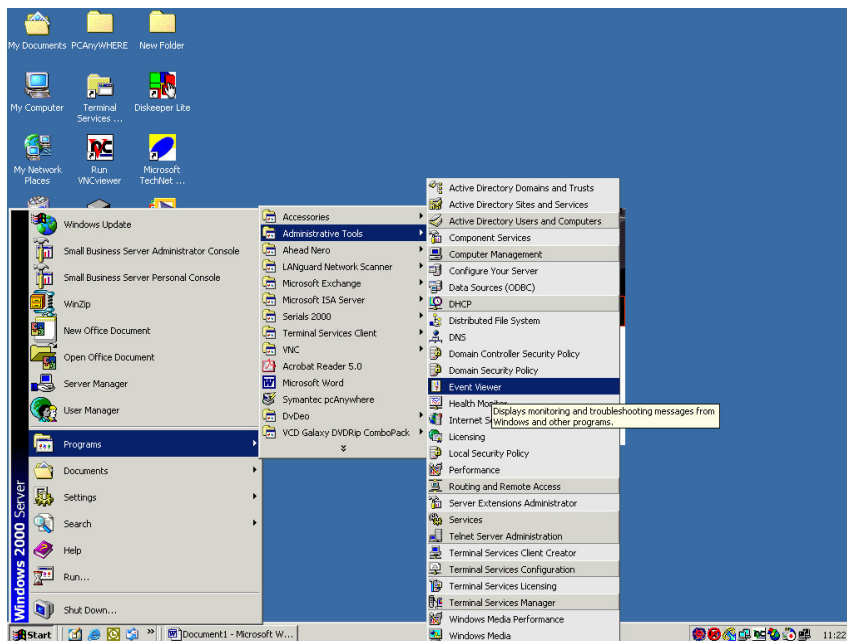 My Documents
PCAnyWHERE
New Folder
My Computer
Terminal
Services ...
Diskeeper Lite
My Network
Places
Run
VNCviewer
Microsoft
TechNet ...
Windows 2000 Server
Windows Update
Small Business Server Administrator Console
Small Business Server Personal Console
WinZip
New Office Document
Open Office Document
Server Manager
User Manager
Programs
Documents
Settings
Search
Help
Run...
Shut Down...
Accessories
Administrative Tools
Ahead Nero
LANguard Network Scanner
Microsoft Exchange
Microsoft ISA Server
Serials 2000
Terminal Services Client
VNC
Acrobat Reader 5.0
Microsoft Word
Symantec pcAnywhere
DvDeo
VCD Galaxy DVDRip ComboPack
Active Directory Domains and Trusts
Active Directory Sites and Services
Active Directory Users and Computers
Component Services
Computer Management
Configure Your Server
Data Sources (ODBC)
DHCP
Distributed File System
DNS
Domain Controller Security Policy
Domain Security Policy
Event Viewer
Health Monitor
Displays monitoring and troubleshooting messages from
Windows and other programs.
Internet S
Licensing
Local Security Policy
Performance
Routing and Remote Access
Server Extensions Administrator
Services
Telnet Server Administration
Terminal Services Client Creator
Terminal Services Configuration
Terminal Services Licensing
Terminal Services Manager
Windows Media Performance
Windows Media
Start
Document1 - Microsoft W...
11:22